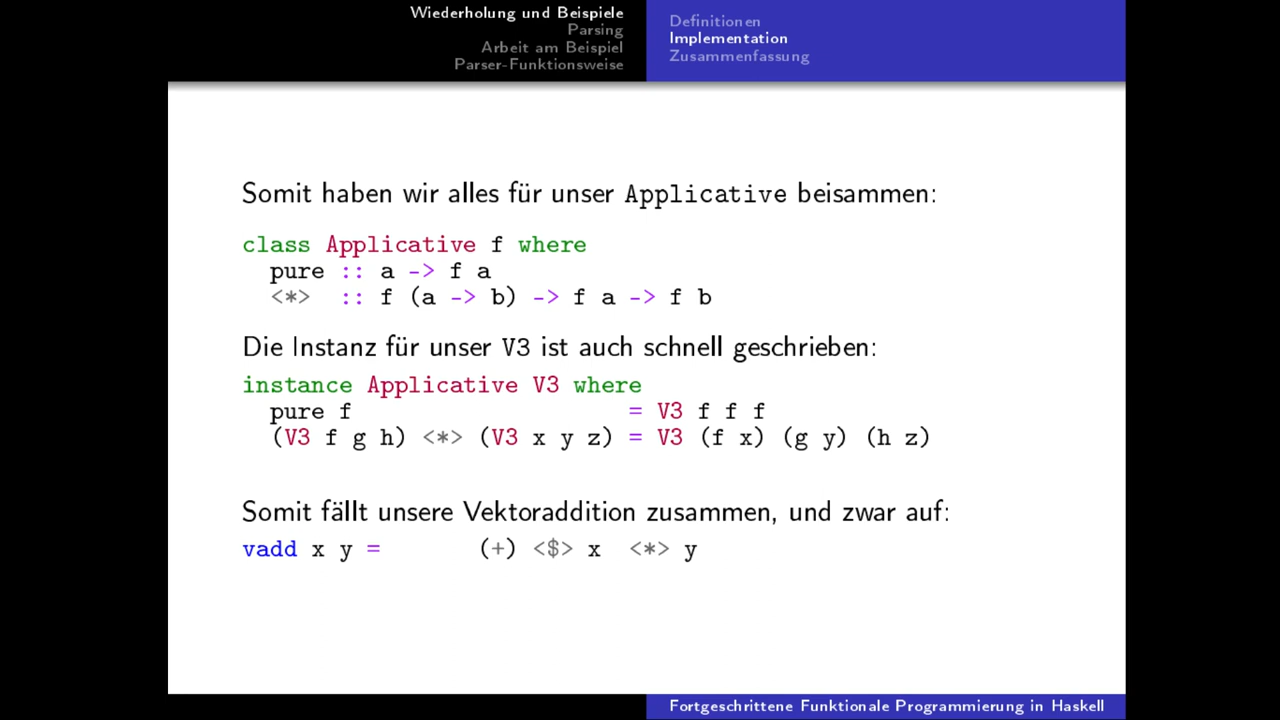 Wiederholung und Beispiele
Parsing
Arbeit am Beispiel
Parser-Funktionsweise
Definitionen
Implementation
Zusammenfassung
Somit haben wir alles für unser Applicative beisammen:
class Applicative f where
pure :: a -> f a
<*> :: f (a -> b) -> f a -> f b
Die Instanz für unser V3 ist auch schnell geschrieben:
instance Applicative V3 where
pure f = V3 f f f
(V3 f g h) <*> (V3 x y z) = V3 (f x) (g y) (h z)
Somit fällt unsere Vektoraddition zusammen, und zwar auf:
vadd x y = (+) <$> x <*> y
Fortgeschrittene Funktionale Programmierung in Haskell